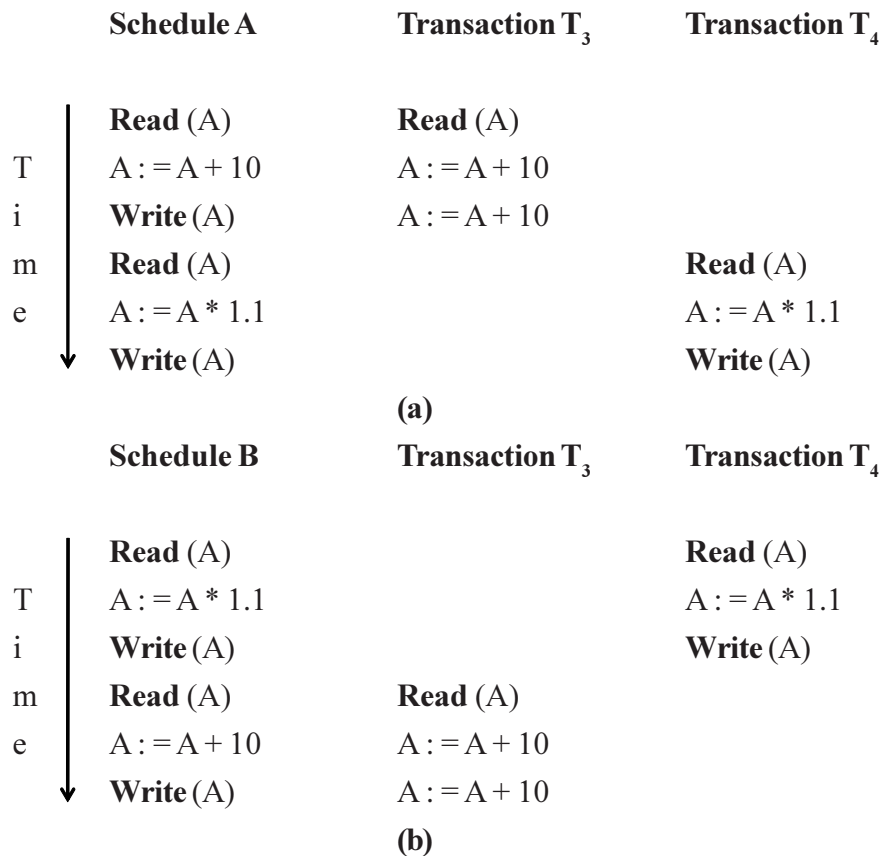 Schedule A Transaction T₃ Transaction T₄
Read (A) Read (A)
T A : = A + 10 A : = A + 10
i Write (A) A : = A + 10
m Read (A) Read (A)
e A : = A * 1.1 A : = A * 1.1
Write (A) Write (A)
(a)
Schedule B Transaction T₃ Transaction T₄
Read (A) Read (A)
T A : = A * 1.1 A : = A * 1.1
i Write (A) Write (A)
m Read (A) Read (A)
e A : = A + 10 A : = A + 10
Write (A) A : = A + 10
(b)